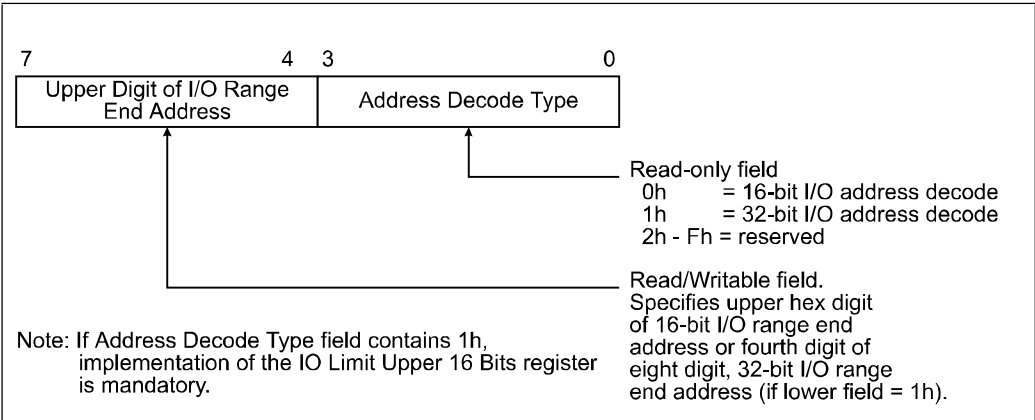 7 4 3 0
Upper Digit of I/O Range
End Address
Address Decode Type
Read-only field
0h = 16-bit I/O address decode
1h = 32-bit I/O address decode
2h - Fh = reserved
Read/Writable field.
Specifies upper hex digit
of 16-bit I/O range end
address or fourth digit of
eight digit, 32-bit I/O range
end address (if lower field = 1h).
Note: If Address Decode Type field contains 1h,
implementation of the IO Limit Upper 16 Bits register
is mandatory.